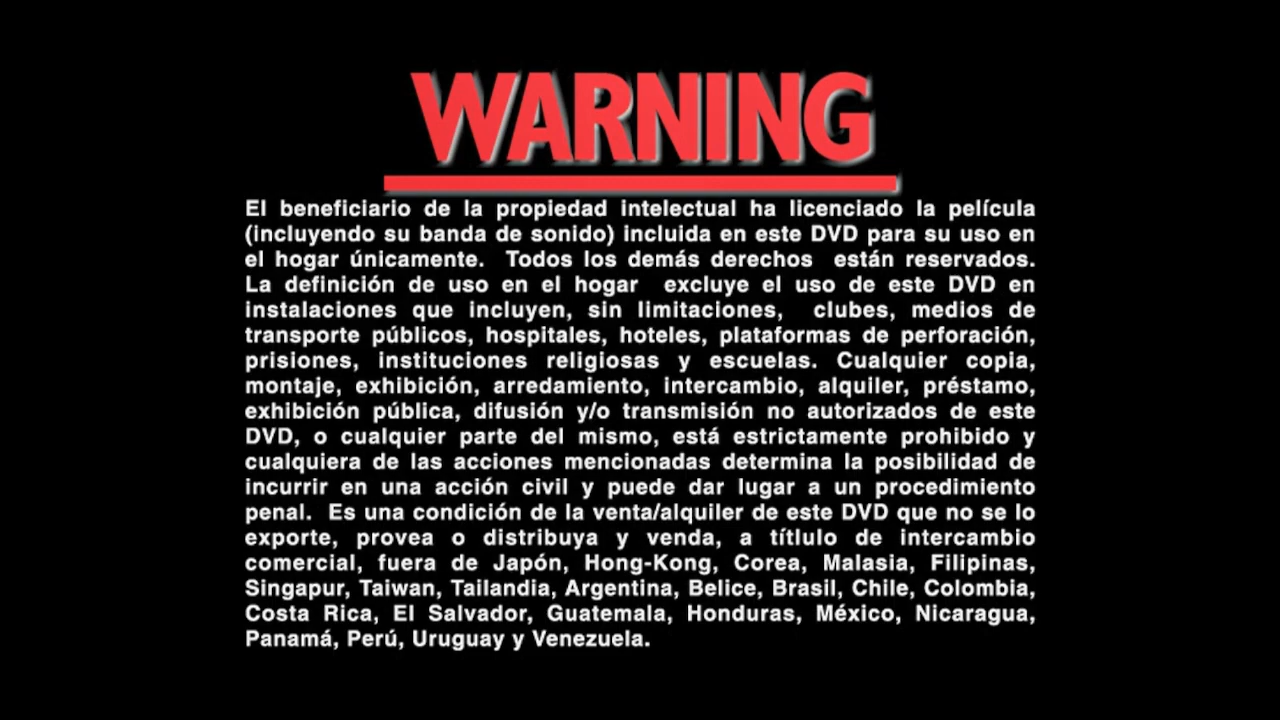 WARNING
El beneficiario de la propiedad intelectual ha licenciado la película
(incluyendo su banda de sonido) incluida en este DVD para su uso en
el hogar únicamente. Todos los demás derechos están reservados.
La definición de uso en el hogar excluye el uso de este DVD en
instalaciones que incluyen, sin limitaciones, clubes, medios de
transporte públicos, hospitales, hoteles, plataformas de perforación,
prisiones, instituciones religiosas y escuelas. Cualquier copia,
montaje, exhibición, arredamiento, intercambio, alquiler, préstamo,
exhibición pública, difusión y/o transmisión no autorizados de este
DVD, o cualquier parte del mismo, está estrictamente prohibido y
cualquiera de las acciones mencionadas determina la posibilidad de
incurrir en una acción civil y puede dar lugar a un procedimiento
penal. Es una condición de la venta/alquiler de este DVD que no se lo
exporte, provea o distribuya y venda, a títlulo de intercambio
comercial, fuera de Japón, Hong-Kong, Corea, Malasia, Filipinas,
Singapur, Taiwan, Tailandia, Argentina, Belice, Brasil, Chile, Colombia,
Costa Rica, El Salvador, Guatemala, Honduras, México, Nicaragua,
Panamá, Perú, Uruguay y Venezuela.